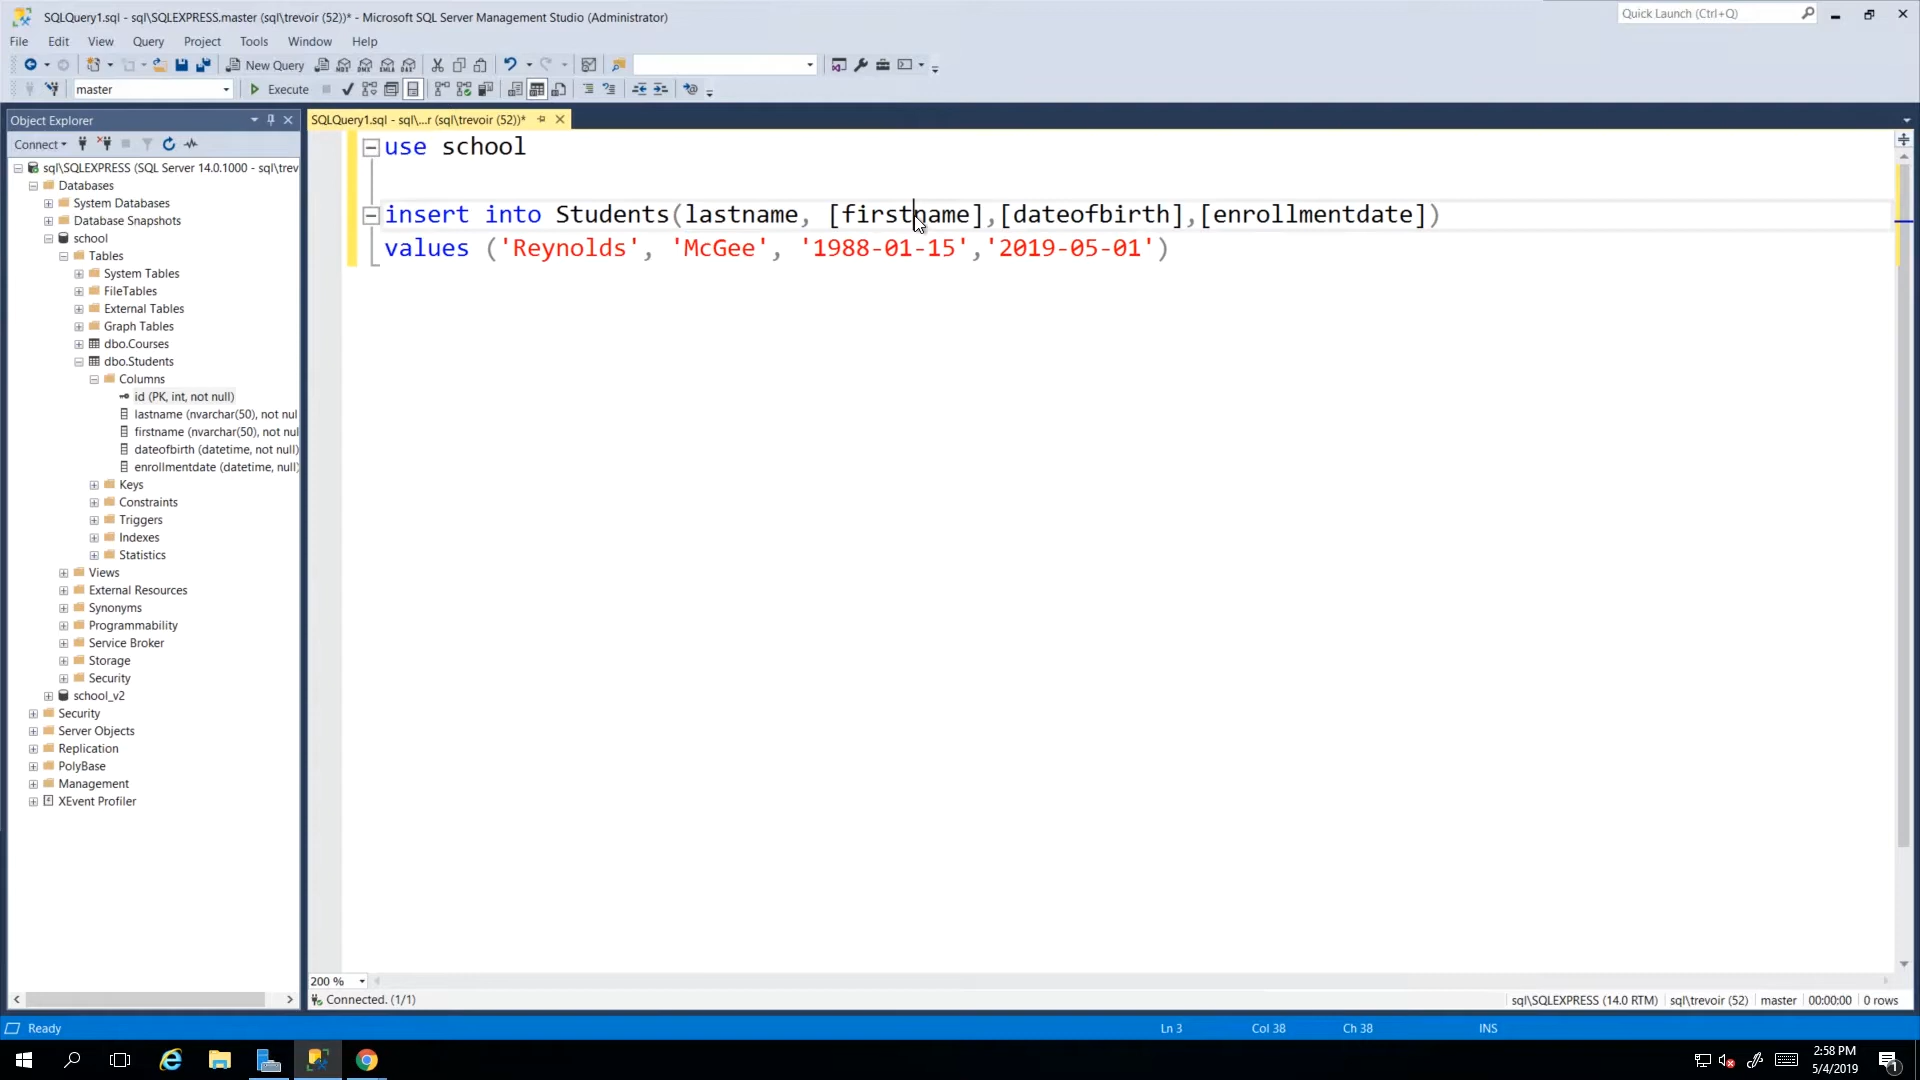 SQLQuery1.sql - sql\SQLEXPRESS.master (sql\trevoir (52))* - Microsoft SQL Server Management Studio (Administrator)
Quick Launch (Ctrl+Q)
File Edit View Query Project Tools Window Help
New Query
master Execute
Object Explorer
SQLQuery1.sql - sql\...r (sql\trevoir (52))*
Connect
sql\SQLEXPRESS (SQL Server 14.0.1000 - sql\trev
Databases
System Databases
Database Snapshots
school
Tables
System Tables
FileTables
External Tables
Graph Tables
dbo.Courses
dbo.Students
Columns
id (PK, int, not null)
lastname (nvarchar(50), not nul
firstname (nvarchar(50), not nul
dateofbirth (datetime, not null)
enrollmentdate (datetime, null)
Keys
Constraints
Triggers
Indexes
Statistics
Views
External Resources
Synonyms
Programmability
Service Broker
Storage
Security
school_v2
Security
Server Objects
Replication
PolyBase
Management
XEvent Profiler
use school
insert into Students(lastname, [firstname],[dateofbirth],[enrollmentdate])
values ('Reynolds', 'McGee', '1988-01-15','2019-05-01')
200 %
Connected. (1/1)
sql\SQLEXPRESS (14.0 RTM) sql\trevoir (52) master 00:00:00 0 rows
Ready
Ln 3 Col 38 Ch 38 INS
2:58 PM
5/4/2019
1